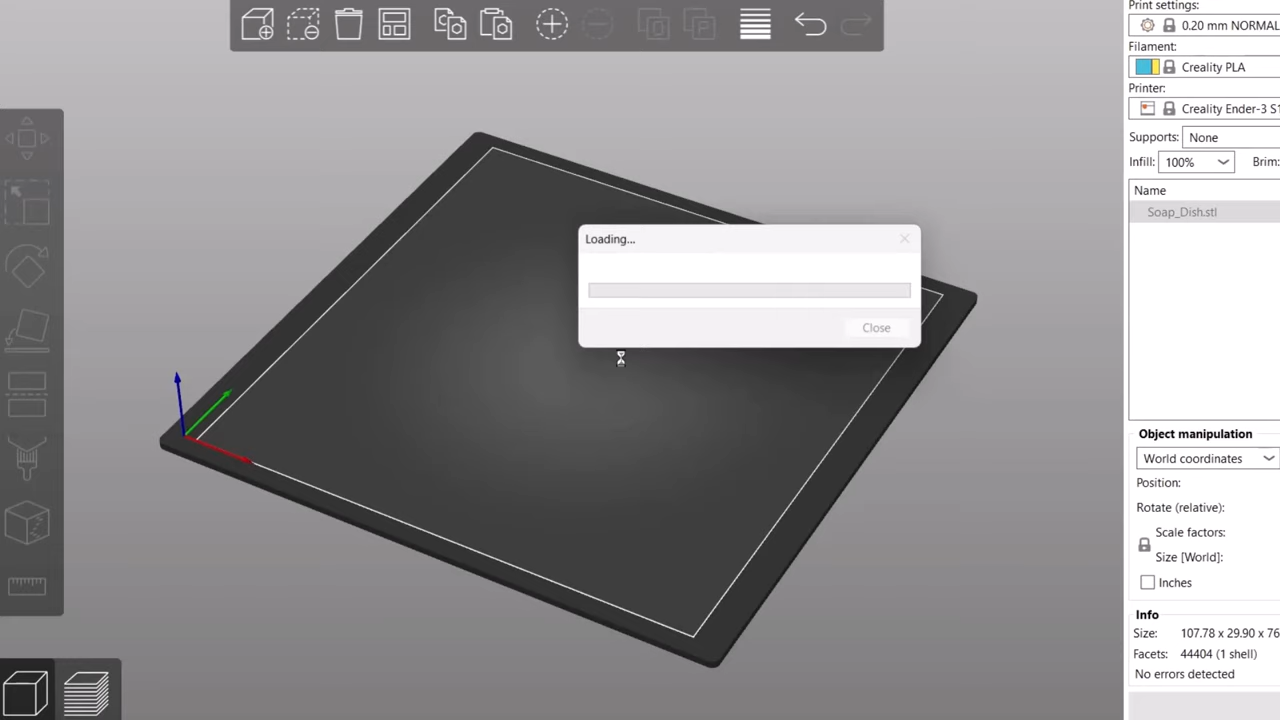 Print settings:
0.20 mm NORMAL
Filament:
Creality PLA
Printer:
Creality Ender-3 S1
Supports: None
Infill: 100% Brim:
Name
Soap_Dish.stl
Loading...
Close
Object manipulation
World coordinates
Position:
Rotate (relative):
Scale factors:
Size [World]:
Inches
Info
Size: 107.78 x 29.90 x 76
Facets: 44404 (1 shell)
No errors detected